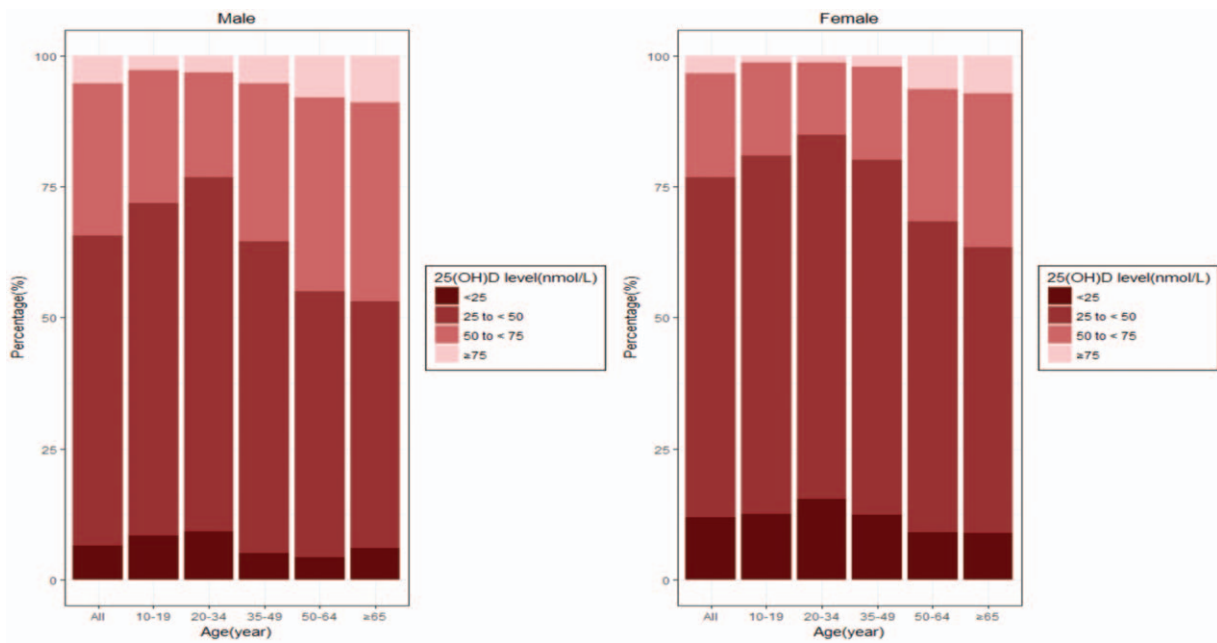 Male
Percentage(%)
100
75
50
25
0
All 10-19 20-34 35-49 50-64 ≥65
Age(year)
25(OH)D level(nmol/L)
<25
25 to < 50
50 to < 75
≥75
Female
Percentage(%)
100
75
50
25
0
All 10-19 20-34 35-49 50-64 ≥65
Age(year)
25(OH)D level(nmol/L)
<25
25 to < 50
50 to < 75
≥75